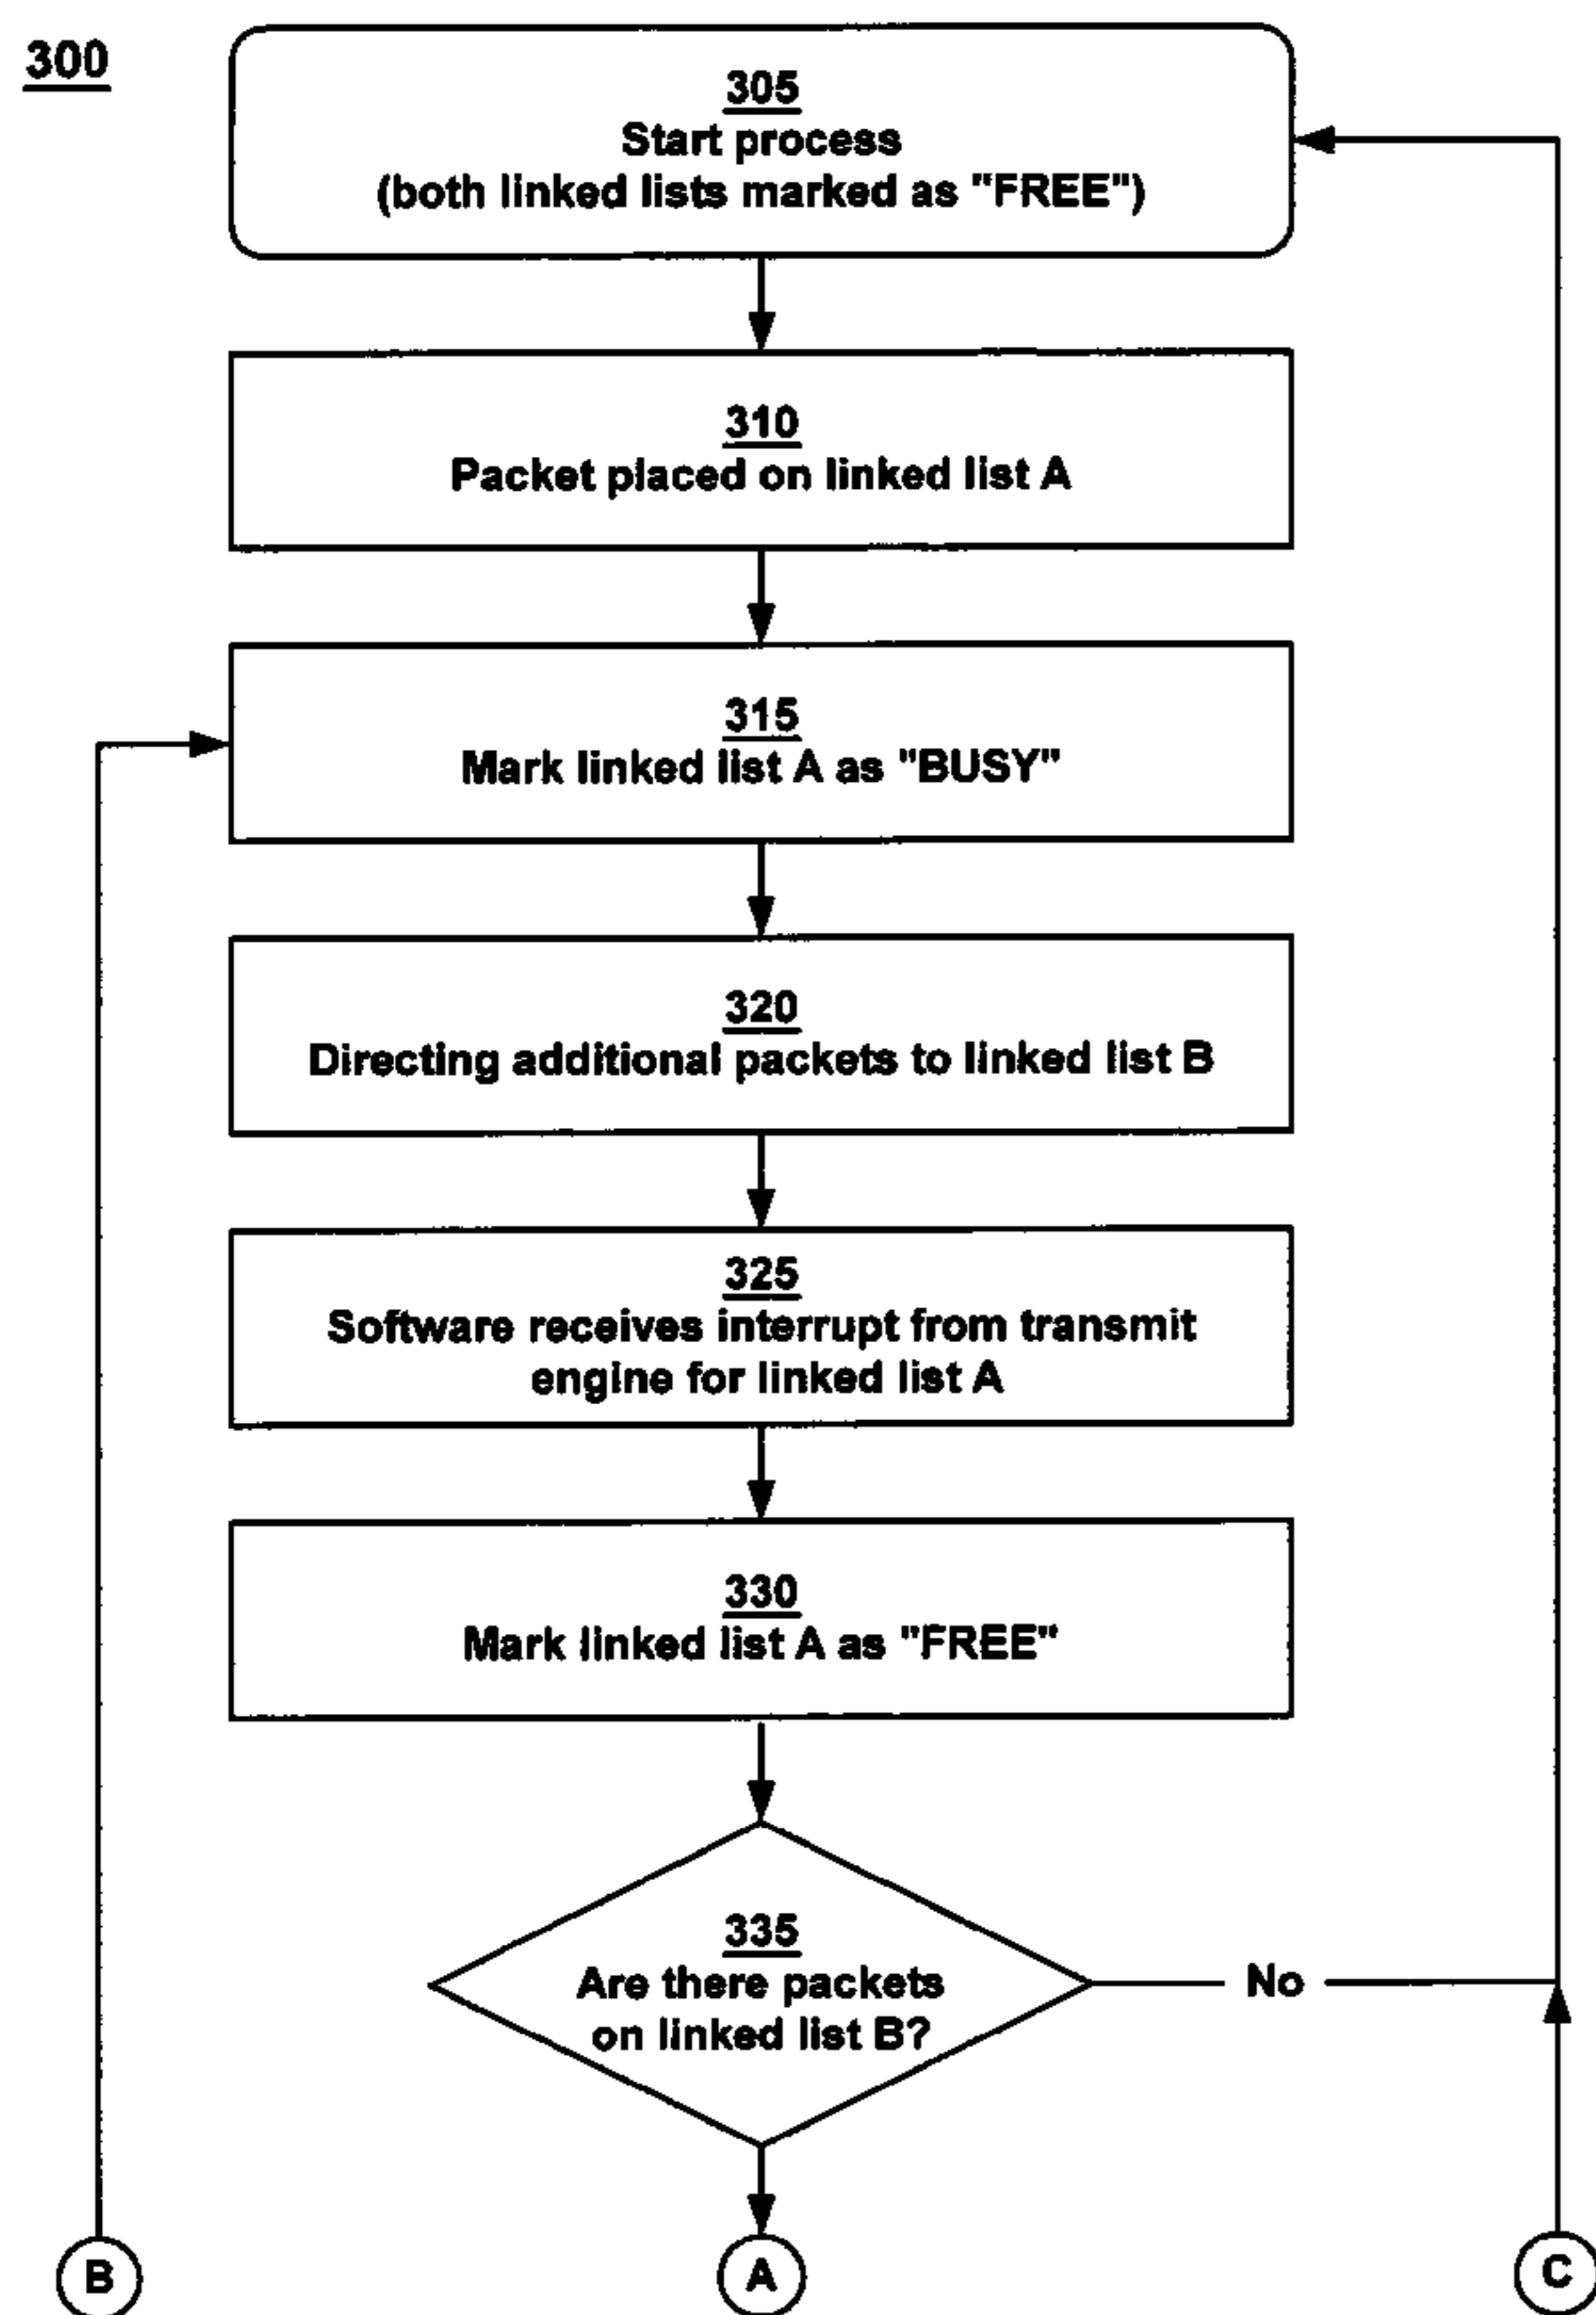 300
305
Start process
(both linked lists marked as "FREE")
310
Packet placed on linked list A
315
Mark linked list A as "BUSY"
320
Directing additional packets to linked list B
325
Software receives interrupt from transmit
engine for linked list A
330
Mark linked list A as "FREE"
335
Are there packets
on linked list B?
No
B
A
C